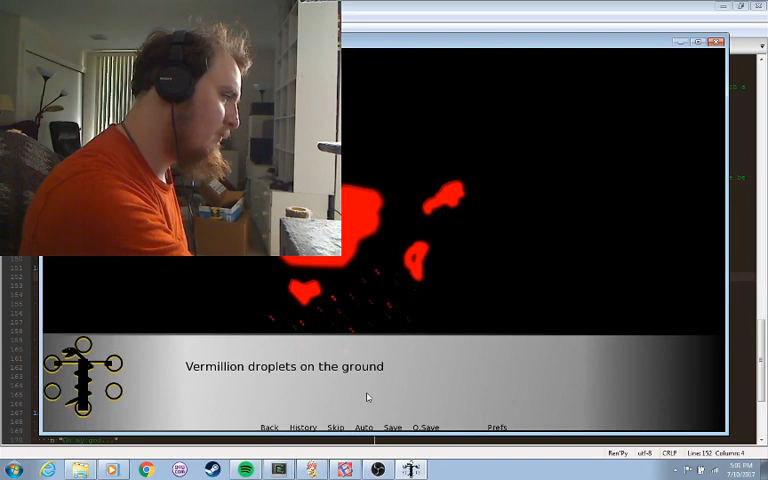 Vermillion droplets on the ground
Back History Skip Auto Save Q.Save Prefs
Ren'Py utf-8 CRLF Line:152 Column:4
5:01 PM
7/10/2017